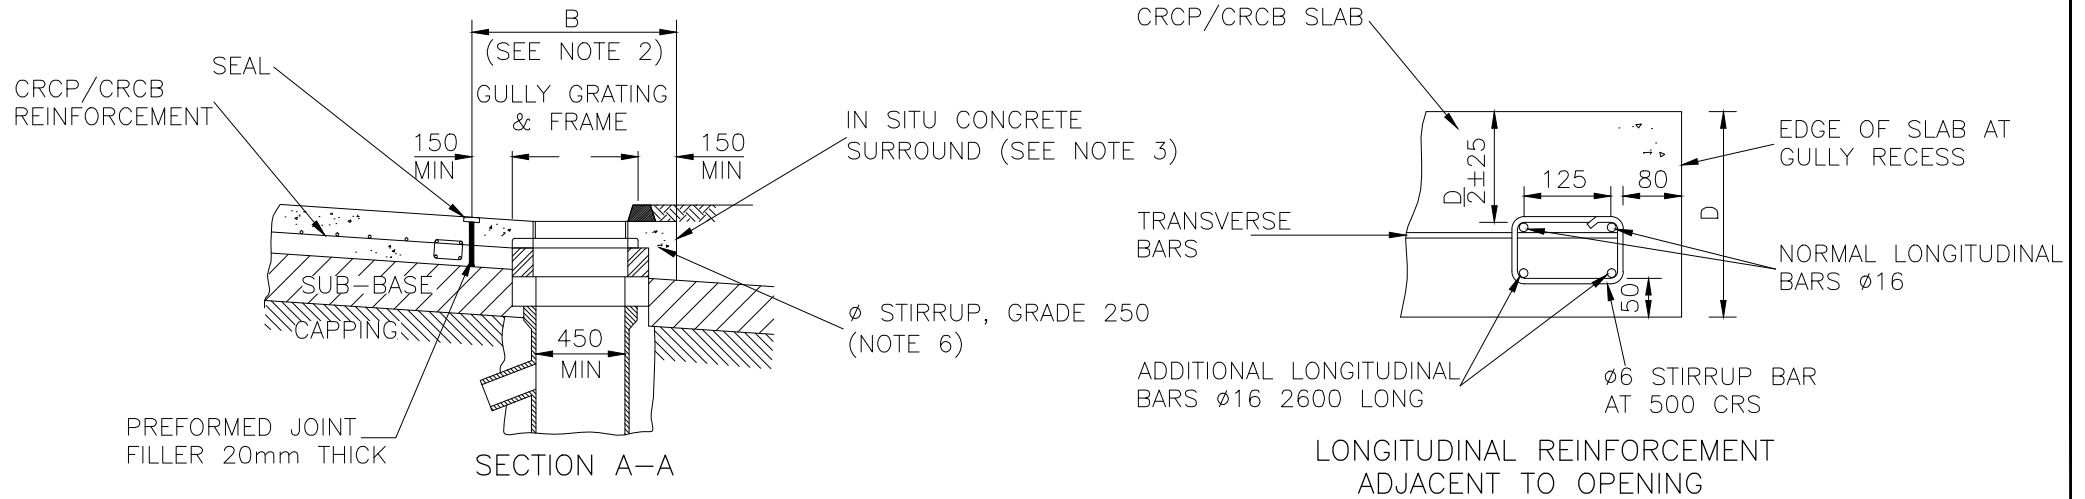 B
(SEE NOTE 2)
SEAL
CRCP/CRCB
REINFORCEMENT
GULLY GRATING
& FRAME
150
MIN
150
MIN
IN SITU CONCRETE
SURROUND (SEE NOTE 3)
SUB-BASE
CAPPING
450
MIN
Ø STIRRUP, GRADE 250
(NOTE 6)
PREFORMED JOINT
FILLER 20mm THICK
SECTION A-A
CRCP/CRCB SLAB
EDGE OF SLAB AT
GULLY RECESS
D
2±25
125
80
D
TRANSVERSE
BARS
NORMAL LONGITUDINAL
BARS Ø16
50
ADDITIONAL LONGITUDINAL
BARS Ø16 2600 LONG
Ø6 STIRRUP BAR
AT 500 CRS
LONGITUDINAL REINFORCEMENT
ADJACENT TO OPENING